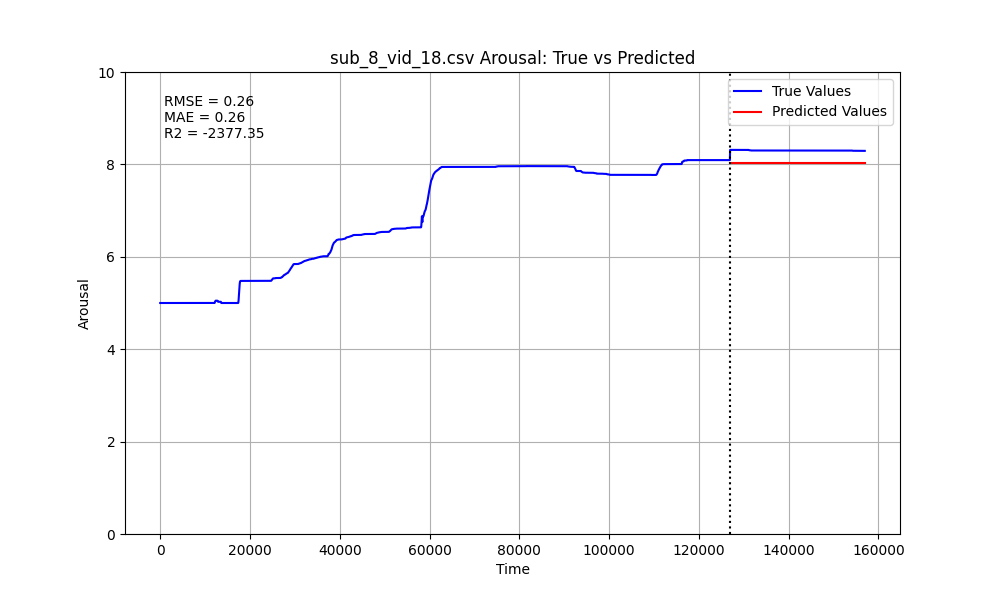 sub_8_vid_18.csv Arousal: True vs Predicted
RMSE = 0.26
MAE = 0.26
R2 = -2377.35
True Values
Predicted Values
10
8
6
4
2
0
Arousal
0 20000 40000 60000 80000 100000 120000 140000 160000
Time